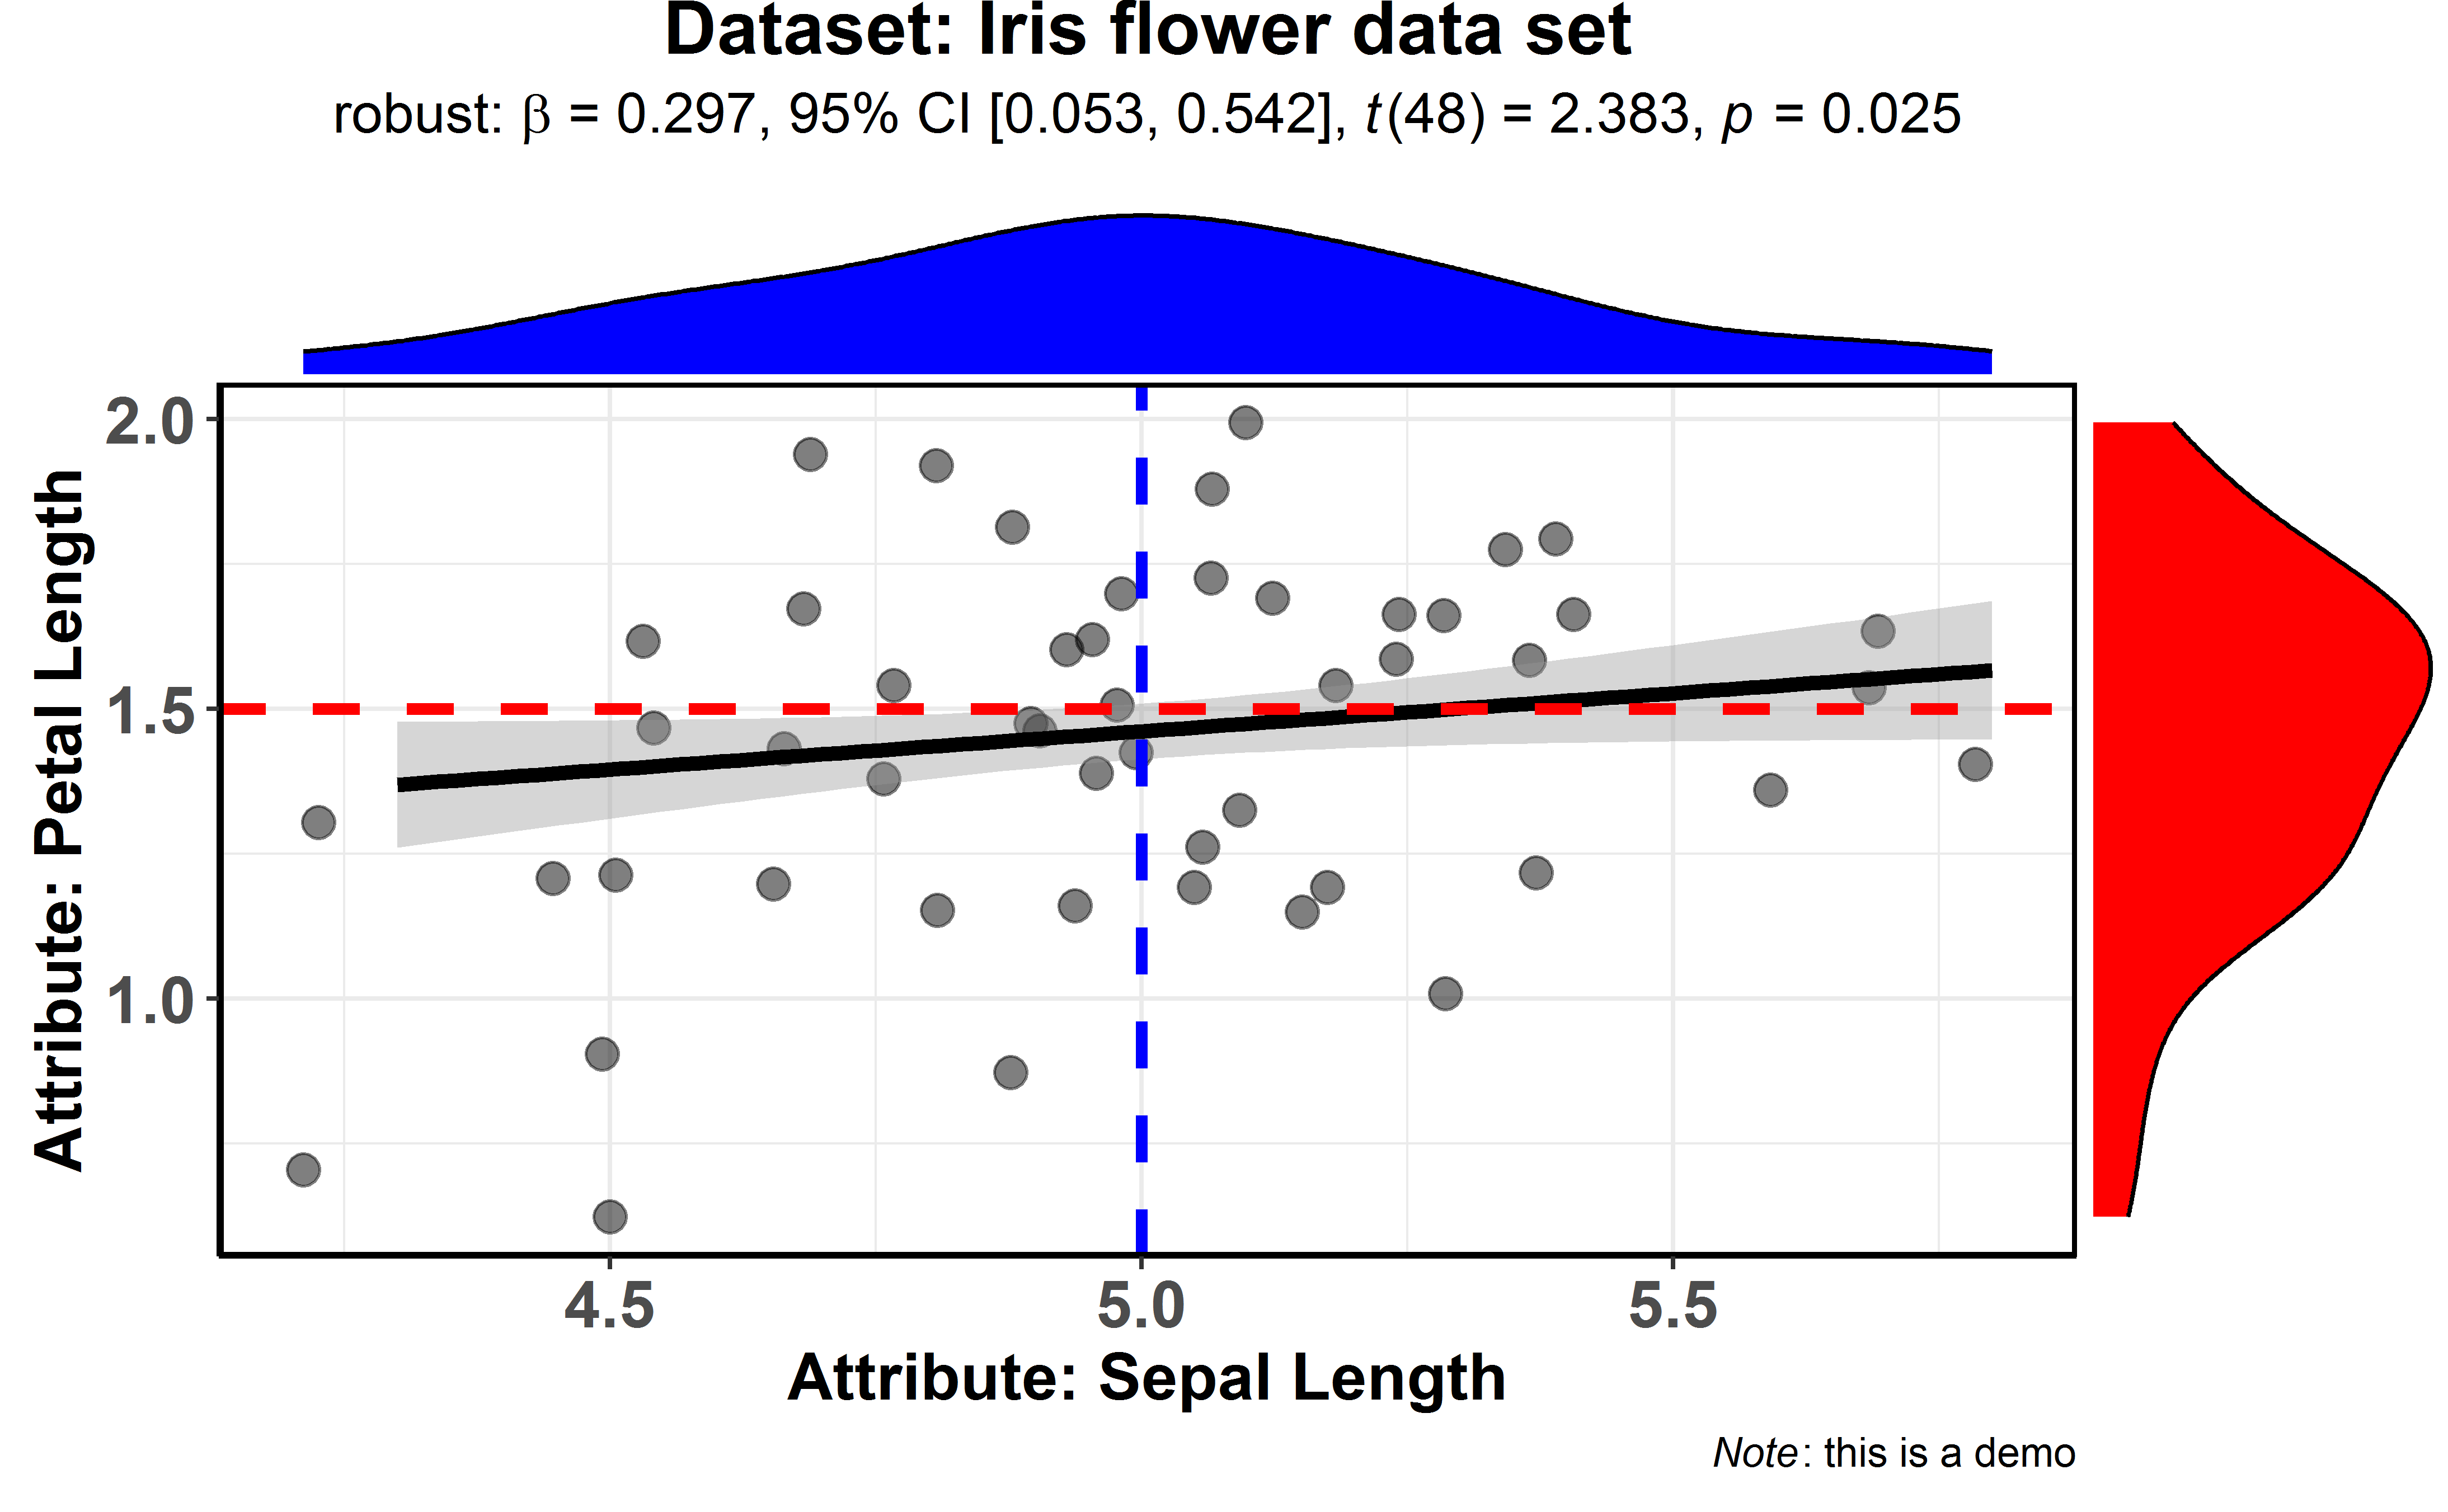 Dataset: Iris flower data set
robust: β = 0.297, 95% CI [0.053, 0.542], t(48) = 2.383, p = 0.025
2.0
1.5
1.0
Attribute: Petal Length
4.5 5.0 5.5
Attribute: Sepal Length
Note: this is a demo